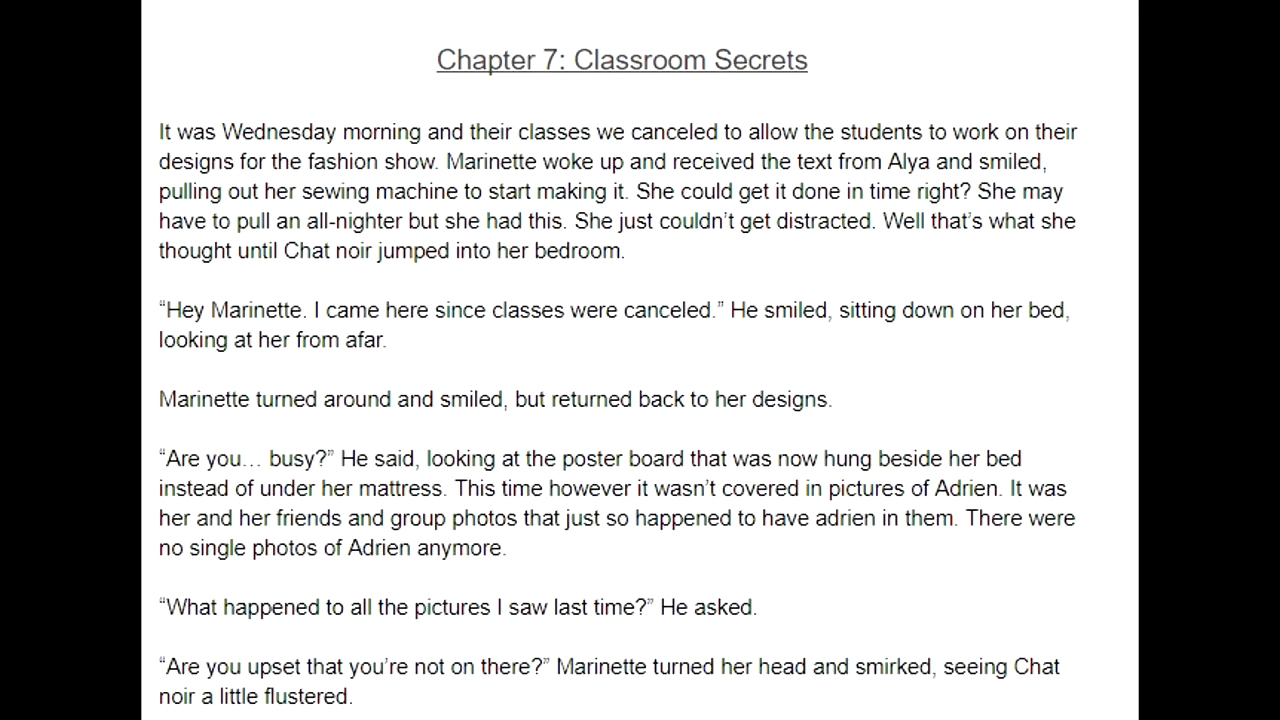 Chapter 7: Classroom Secrets
It was Wednesday morning and their classes we canceled to allow the students to work on their
designs for the fashion show. Marinette woke up and received the text from Alya and smiled,
pulling out her sewing machine to start making it. She could get it done in time right? She may
have to pull an all-nighter but she had this. She just couldn’t get distracted. Well that’s what she
thought until Chat noir jumped into her bedroom.
“Hey Marinette. I came here since classes were canceled.” He smiled, sitting down on her bed,
looking at her from afar.
Marinette turned around and smiled, but returned back to her designs.
“Are you… busy?” He said, looking at the poster board that was now hung beside her bed
instead of under her mattress. This time however it wasn’t covered in pictures of Adrien. It was
her and her friends and group photos that just so happened to have adrien in them. There were
no single photos of Adrien anymore.
“What happened to all the pictures I saw last time?” He asked.
“Are you upset that you’re not on there?” Marinette turned her head and smirked, seeing Chat
noir a little flustered.